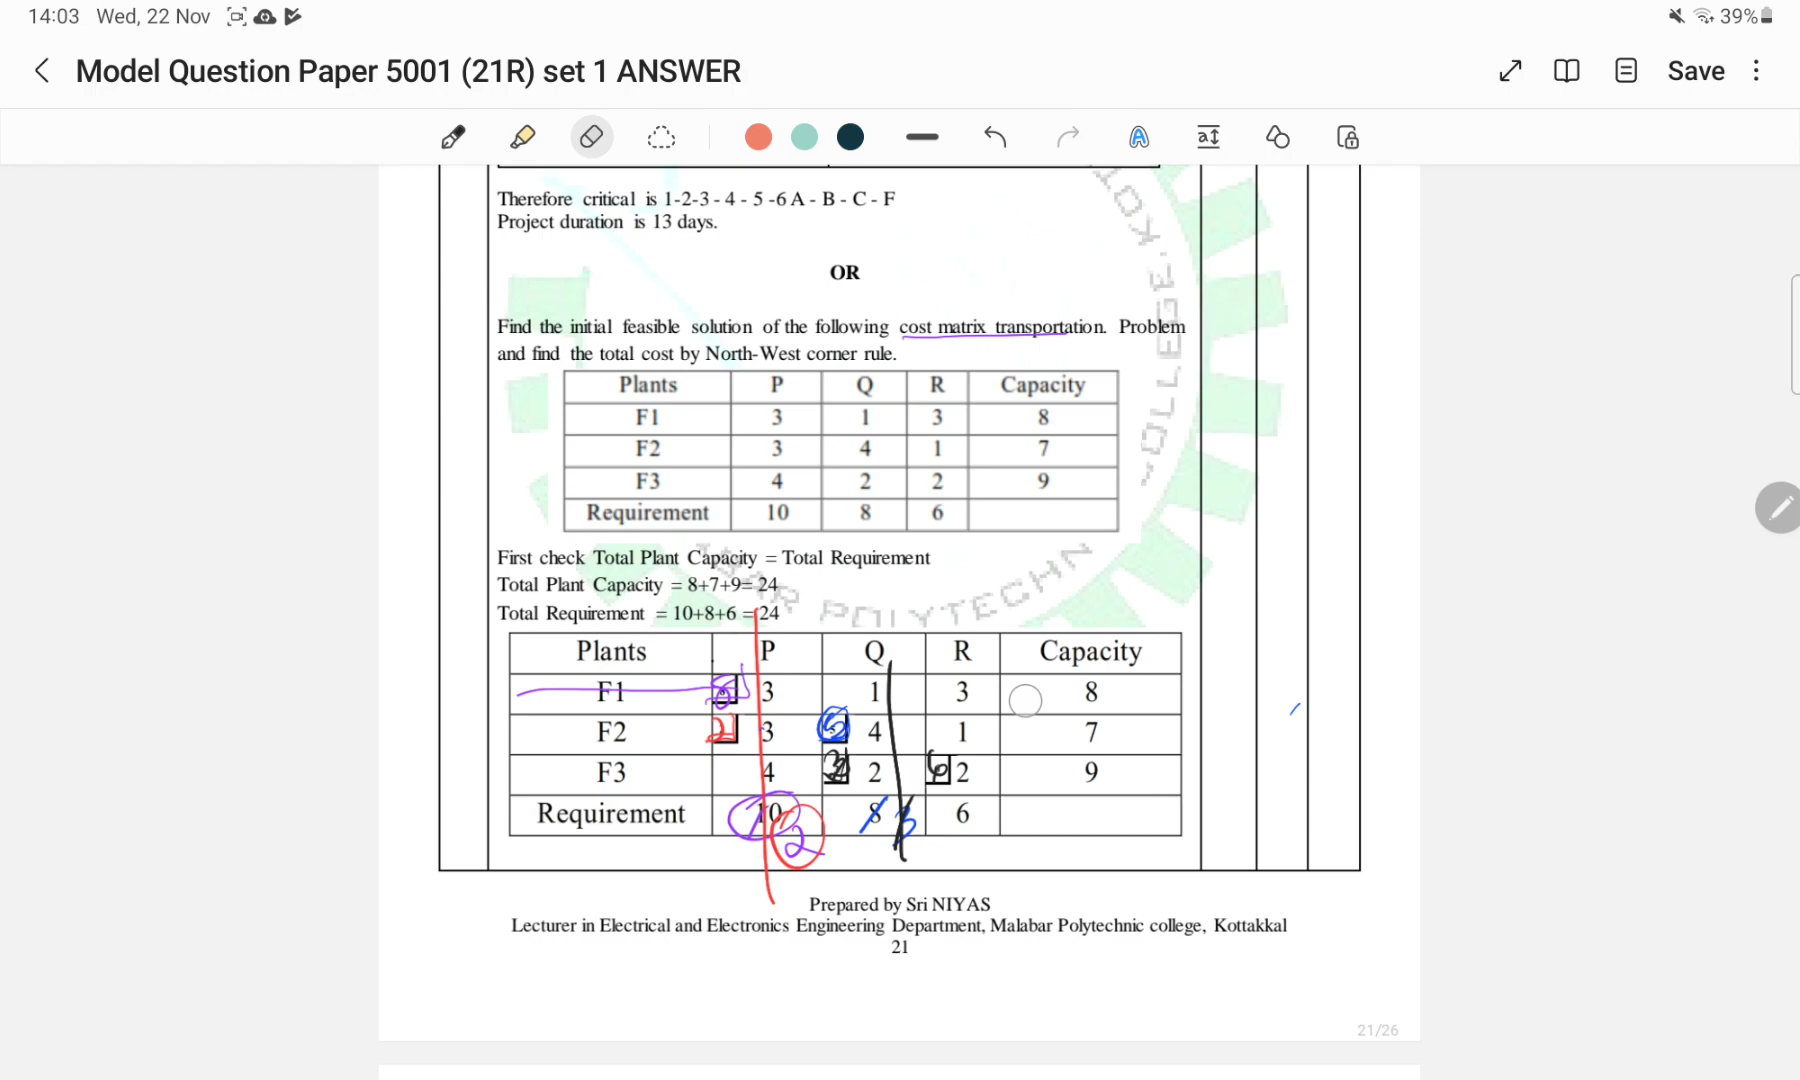 14:03 Wed, 22 Nov 39%
Model Question Paper 5001 (21R) set 1 ANSWER Save
Therefore critical is 1-2-3 - 4 - 5 -6 A - B - C - F
Project duration is 13 days.
OR
Find the initial feasible solution of the following cost matrix transportation. Problem
and find the total cost by North-West corner rule.
Plants P Q R Capacity
F1 3 1 3 8
F2 3 4 1 7
F3 4 2 2 9
Requirement 10 8 6
First check Total Plant Capacity = Total Requirement
Total Plant Capacity = 8+7+9= 24
Total Requirement = 10+8+6 = 24
Plants P Q R Capacity
F1 8 3 1 3 8
F2 2 3 5 4 1 7
F3 4 3 2 6 2 9
Requirement 10 2 8 3 6
Prepared by Sri NIYAS
Lecturer in Electrical and Electronics Engineering Department, Malabar Polytechnic college, Kottakkal
21
21/26